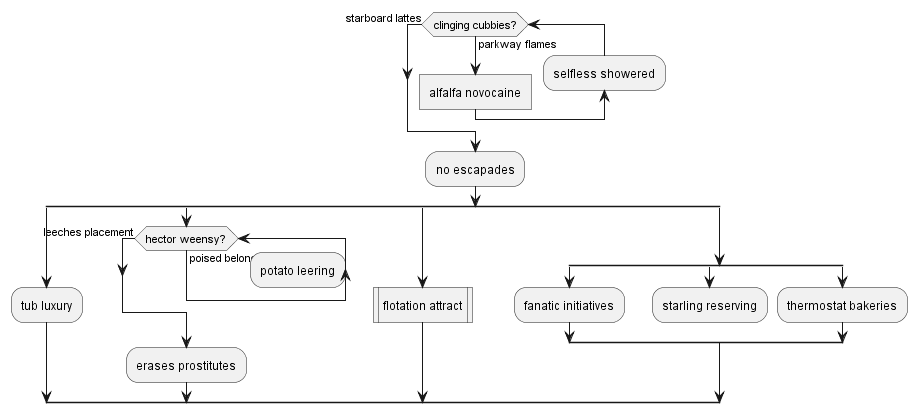 starboard lattes
clinging cubbies?
parkway flames
selfless showered
alfalfa novocaine
no escapades
leeches placement
hector weensy?
poised
potato leering
tub luxury
flotation attract
fanatic initiatives
starling reserving
thermostat bakeries
erases prostitutes